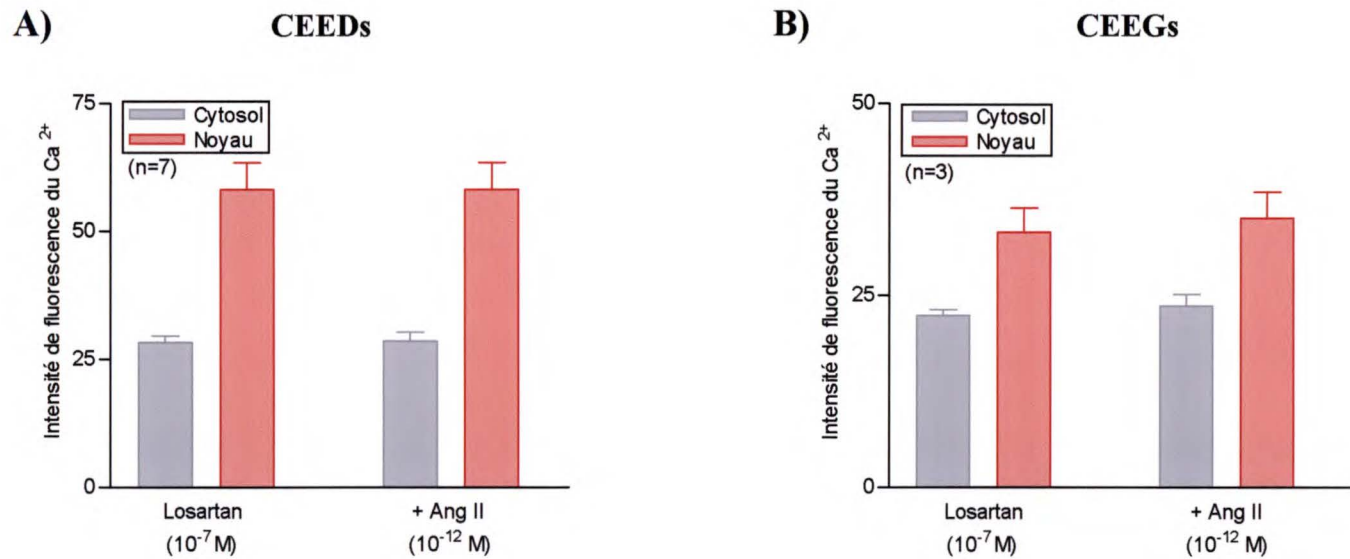 A) CEEDs
Intensité de fluorescence du Ca 2+
75
50
25
0
Cytosol
Noyau
(n=7)
Losartan
(10-7 M)
+ Ang II
(10-12 M)
B) CEEGs
Intensité de fluorescence du Ca 2+
50
25
0
Cytosol
Noyau
(n=3)
Losartan
(10-7 M)
+ Ang II
(10-12 M)